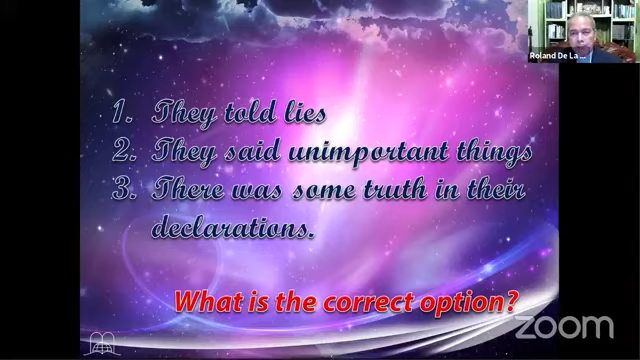 Roland De La ...
1. They told lies
2. They said unimportant things
3. There was some truth in their
declarations.
What is the correct option?
zoom